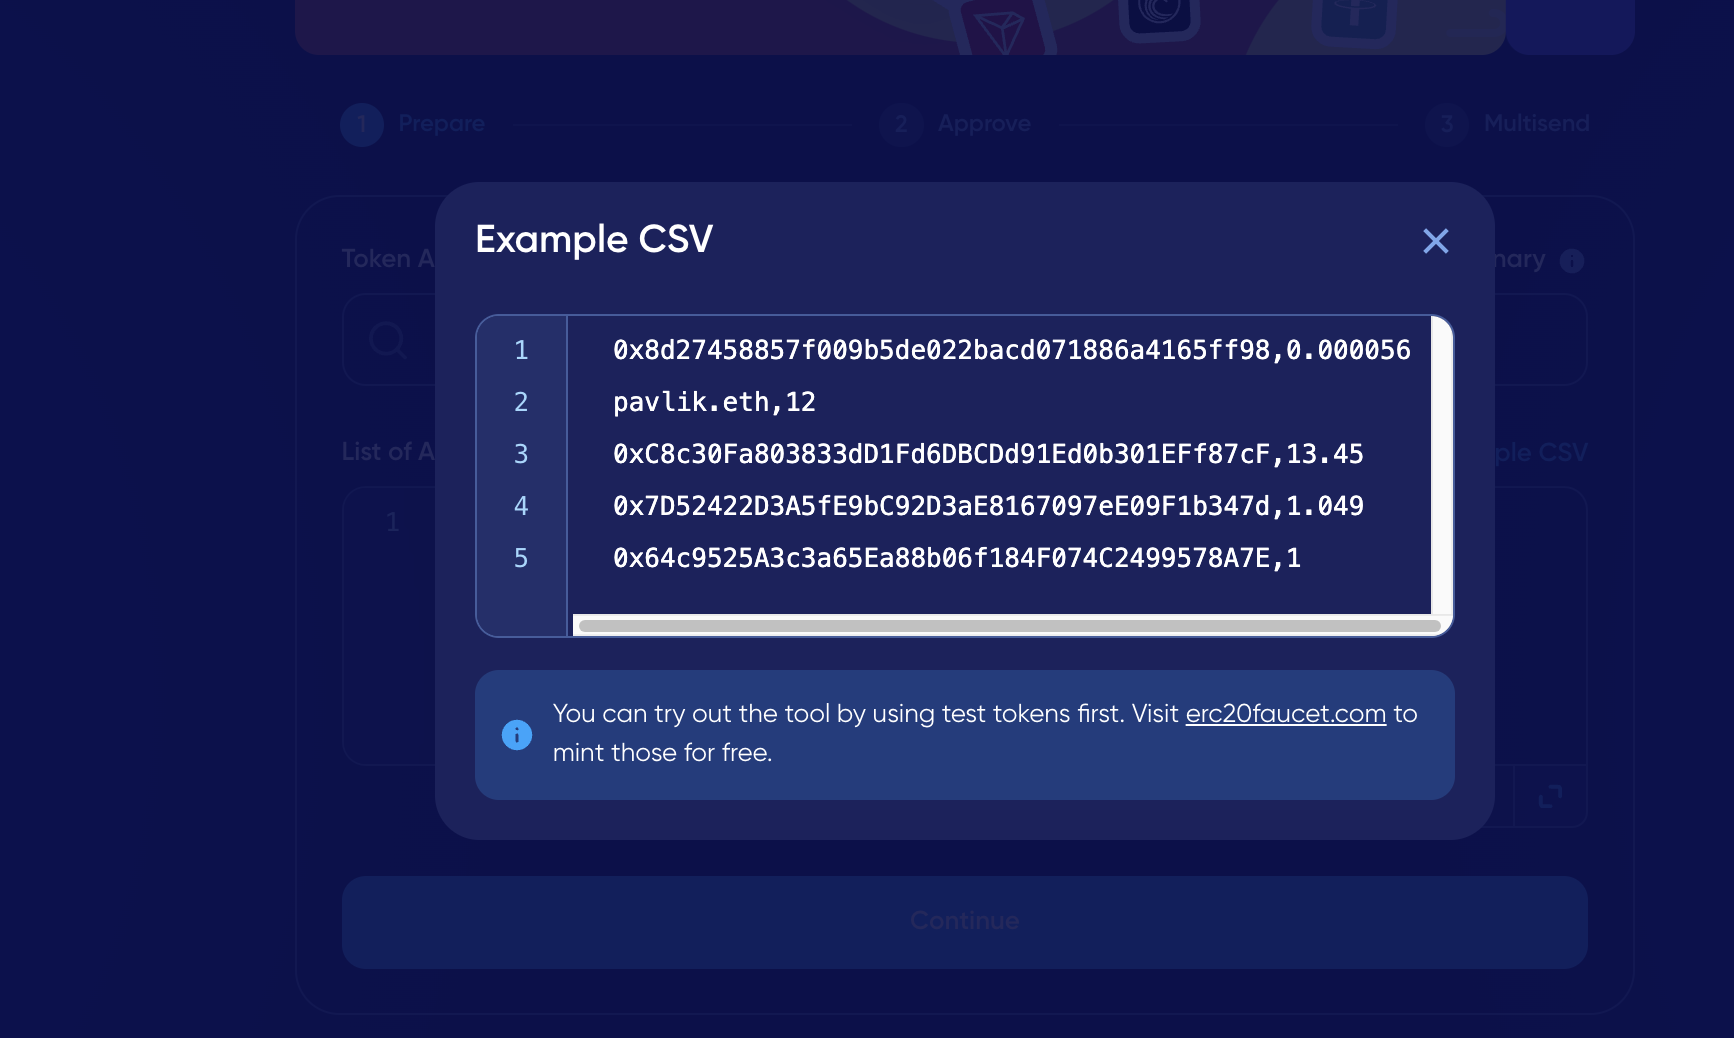 1 Prepare
2 Approve
3 Multisend
Example CSV
Token A
nary
1 0x8d27458857f009b5de022bacd071886a4165ff98,0.000056
2 pavlik.eth,12
3 0xC8c30Fa803833dD1Fd6DBCDd91Ed0b301EFf87cF,13.45
4 0x7D52422D3A5fE9bC92D3aE8167097eE09F1b347d,1.049
5 0x64c9525A3c3a65Ea88b06f184F074C2499578A7E,1
List of A
ple CSV
1
You can try out the tool by using test tokens first. Visit erc20faucet.com to
mint those for free.
Continue